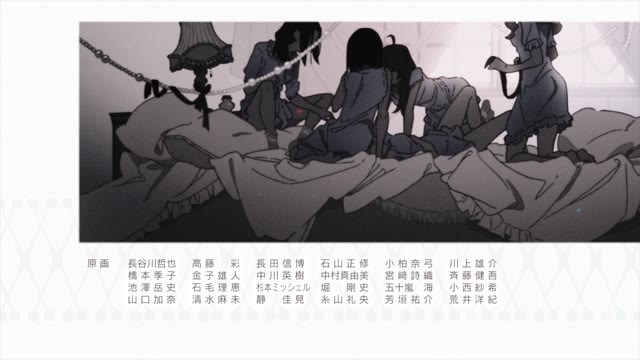 原画 長谷川哲也 高藤 彩 長田信博 石山正修 小柏奈弓 川上雄介
橋本季子 金子雄人 中川英樹 中村真由美 宮﨑詩織 斉藤健吾
池澤岳史 石毛理恵 杉本ミッシェル 堀 剛史 五十嵐 海 小西紗希
山口加奈 清水麻未 静 佳見 糸山礼央 芳垣祐介 荒井洋紀